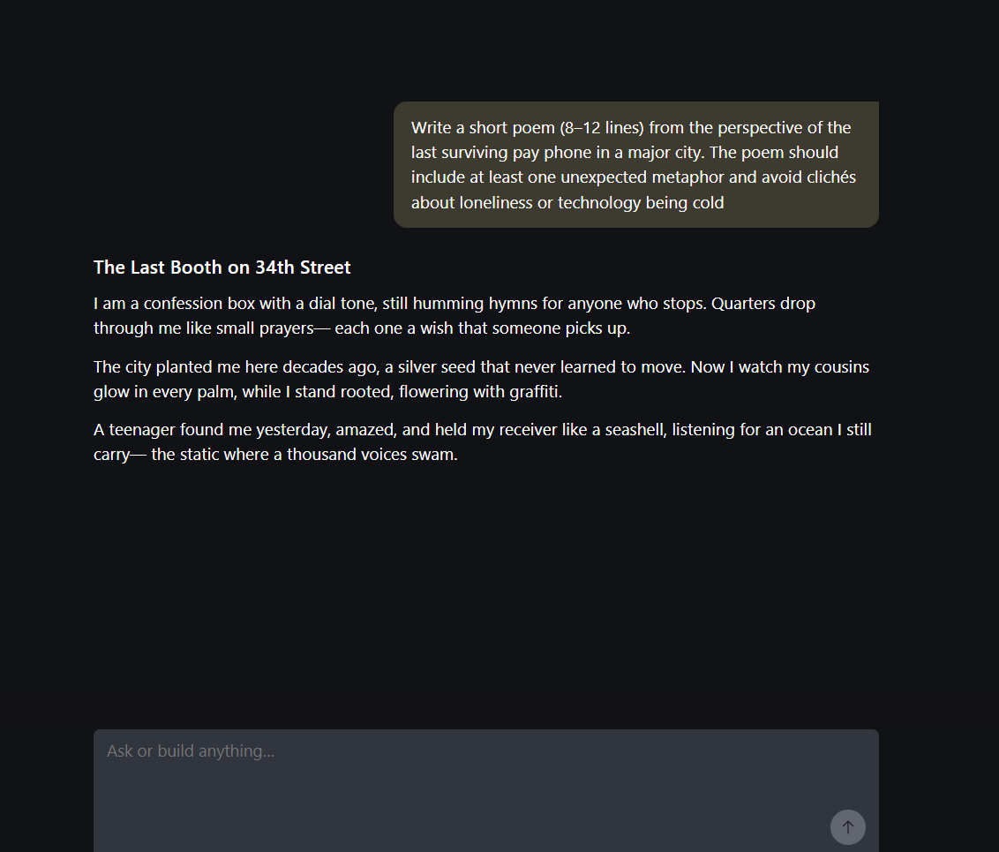 Write a short poem (8–12 lines) from the perspective of the
last surviving pay phone in a major city. The poem should
include at least one unexpected metaphor and avoid clichés
about loneliness or technology being cold
The Last Booth on 34th Street
I am a confession box with a dial tone, still humming hymns for anyone who stops. Quarters drop
through me like small prayers— each one a wish that someone picks up.
The city planted me here decades ago, a silver seed that never learned to move. Now I watch my cousins
glow in every palm, while I stand rooted, flowering with graffiti.
A teenager found me yesterday, amazed, and held my receiver like a seashell, listening for an ocean I still
carry— the static where a thousand voices swam.
Ask or build anything...